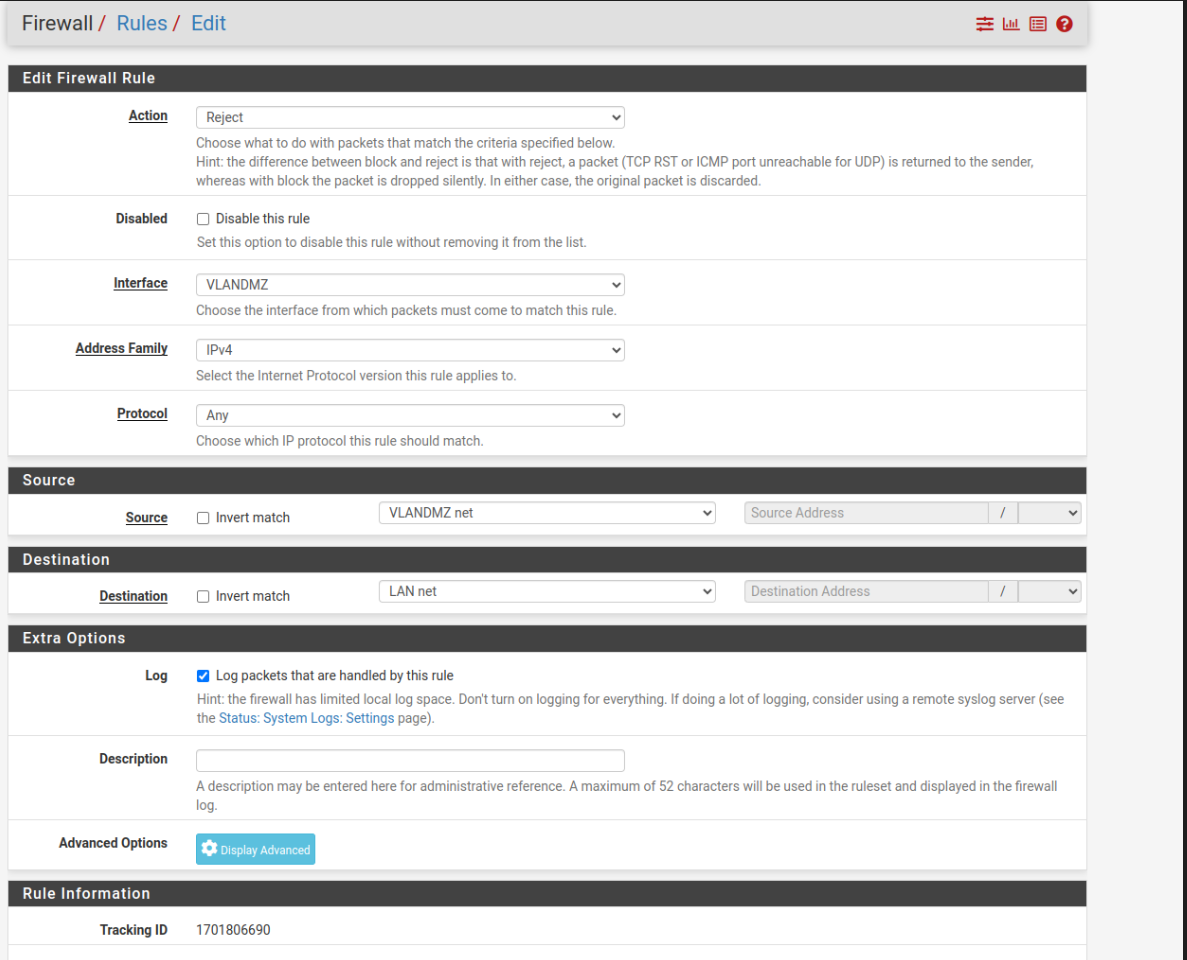 Firewall / Rules / Edit
Edit Firewall Rule
Action
Reject
Choose what to do with packets that match the criteria specified below.
Hint: the difference between block and reject is that with reject, a packet (TCP RST or ICMP port unreachable for UDP) is returned to the sender,
whereas with block the packet is dropped silently. In either case, the original packet is discarded.
Disabled
Disable this rule
Set this option to disable this rule without removing it from the list.
Interface
VLANDMZ
Choose the interface from which packets must come to match this rule.
Address Family
IPv4
Select the Internet Protocol version this rule applies to.
Protocol
Any
Choose which IP protocol this rule should match.
Source
Source
Invert match
VLANDMZ net
Source Address
/
Destination
Destination
Invert match
LAN net
Destination Address
/
Extra Options
Log
Log packets that are handled by this rule
Hint: the firewall has limited local log space. Don't turn on logging for everything. If doing a lot of logging, consider using a remote syslog server (see
the Status: System Logs: Settings page).
Description
A description may be entered here for administrative reference. A maximum of 52 characters will be used in the ruleset and displayed in the firewall
log.
Advanced Options
Display Advanced
Rule Information
Tracking ID
1701806690